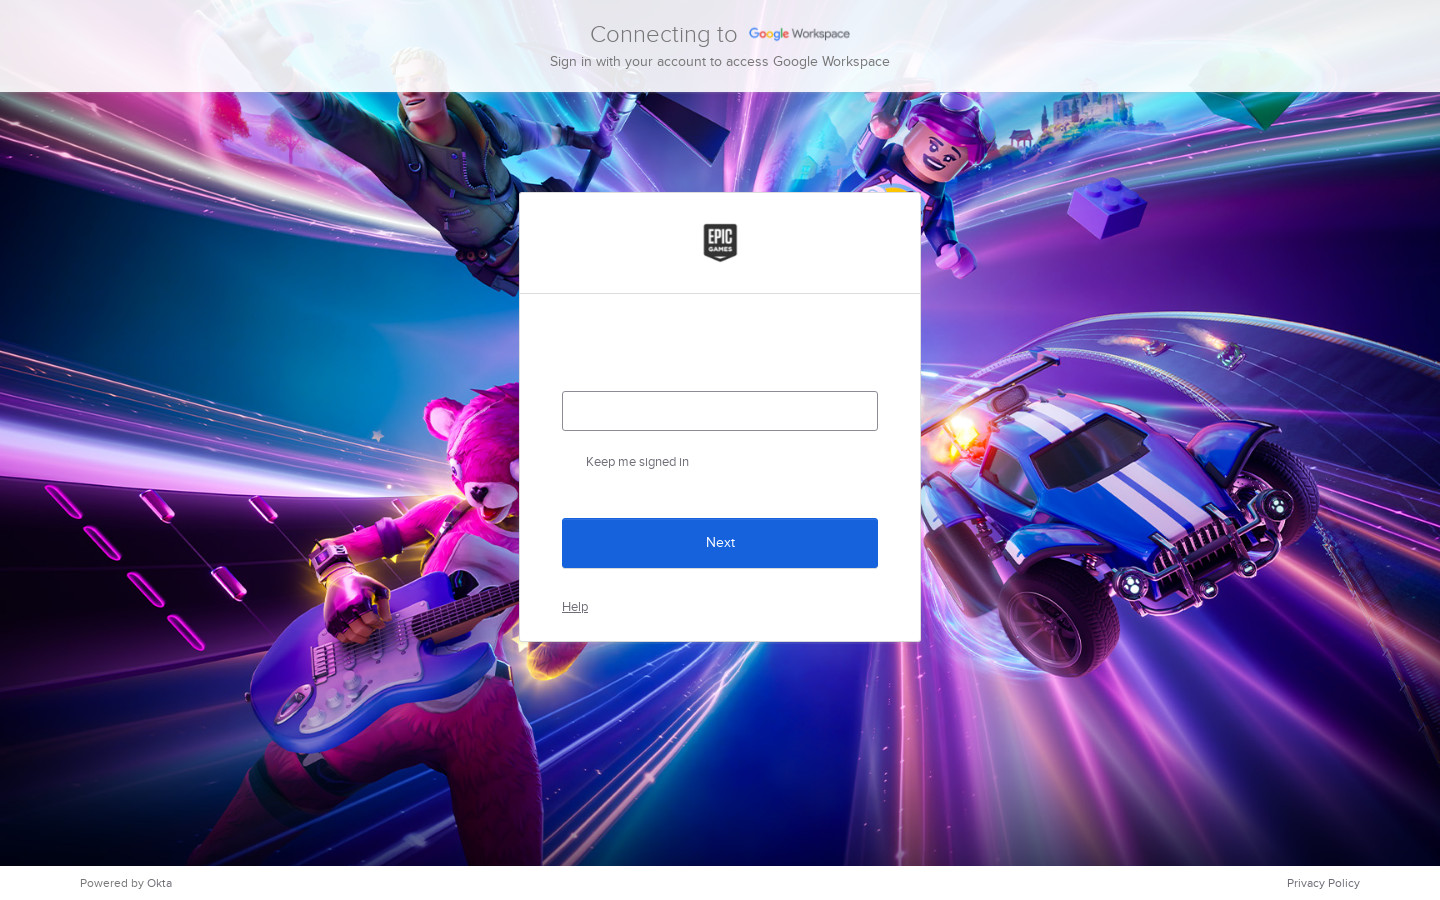 Connecting to Google Workspace
Sign in with your account to access Google Workspace
EPIC
GAMES
Keep me signed in
Next
Help
Powered by Okta
Privacy Policy